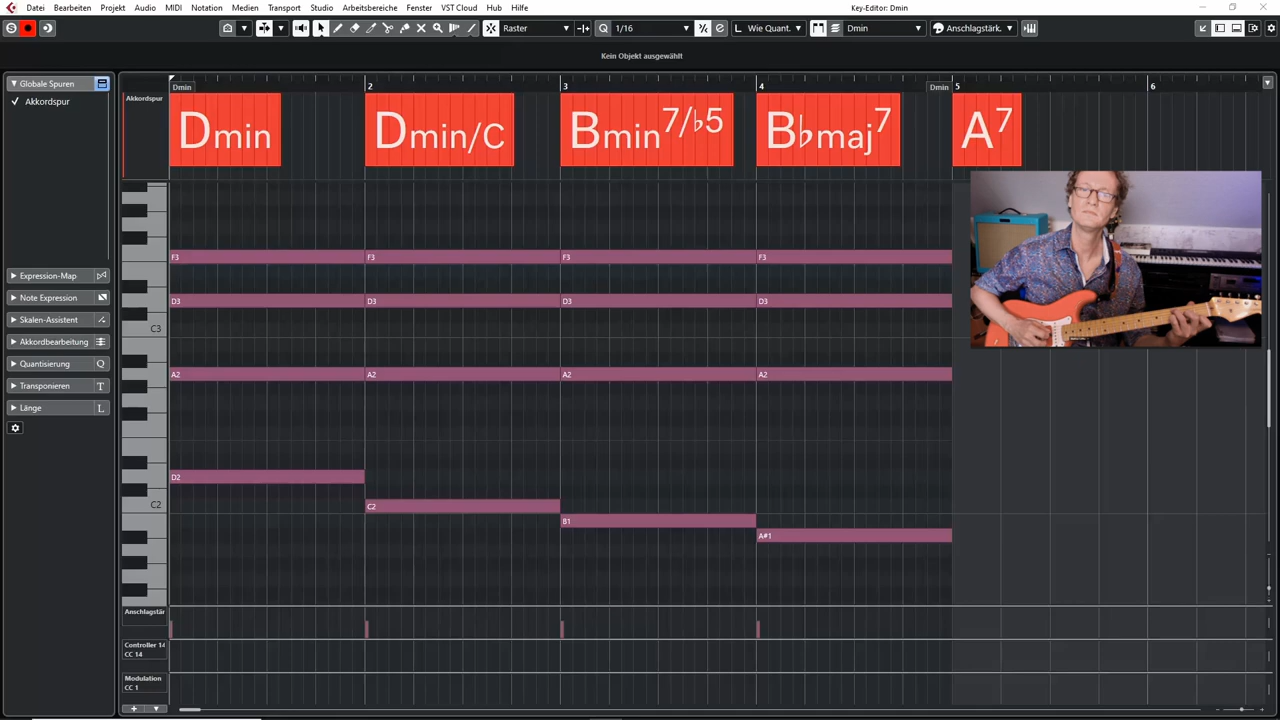 Datei Bearbeiten Projekt Audio MIDI Notation Medien Transport Studio Arbeitsbereiche Fenster VST Cloud Hub Hilfe Key-Editor: Dmin
Raster 1/16 Wie Quant. Dmin Anschlagstärk.
Kein Objekt ausgewählt
Globale Spuren
Akkordspur
Expression-Map
Note Expression
Skalen-Assistent
Akkordbearbeitung
Quantisierung Q
Transponieren T
Länge L
Dmin 2 3 4 Dmin 5 6
Akkordspur
Dmin Dmin/C Bmin7/♭5 B♭maj7 A7
F3 F3 F3 F3
D3 D3 D3 D3
C3
A2 A2 A2 A2
D2
C2 C2
B1
A#1
Anschlagstär
Controller 14
CC 14
Modulation
CC 1